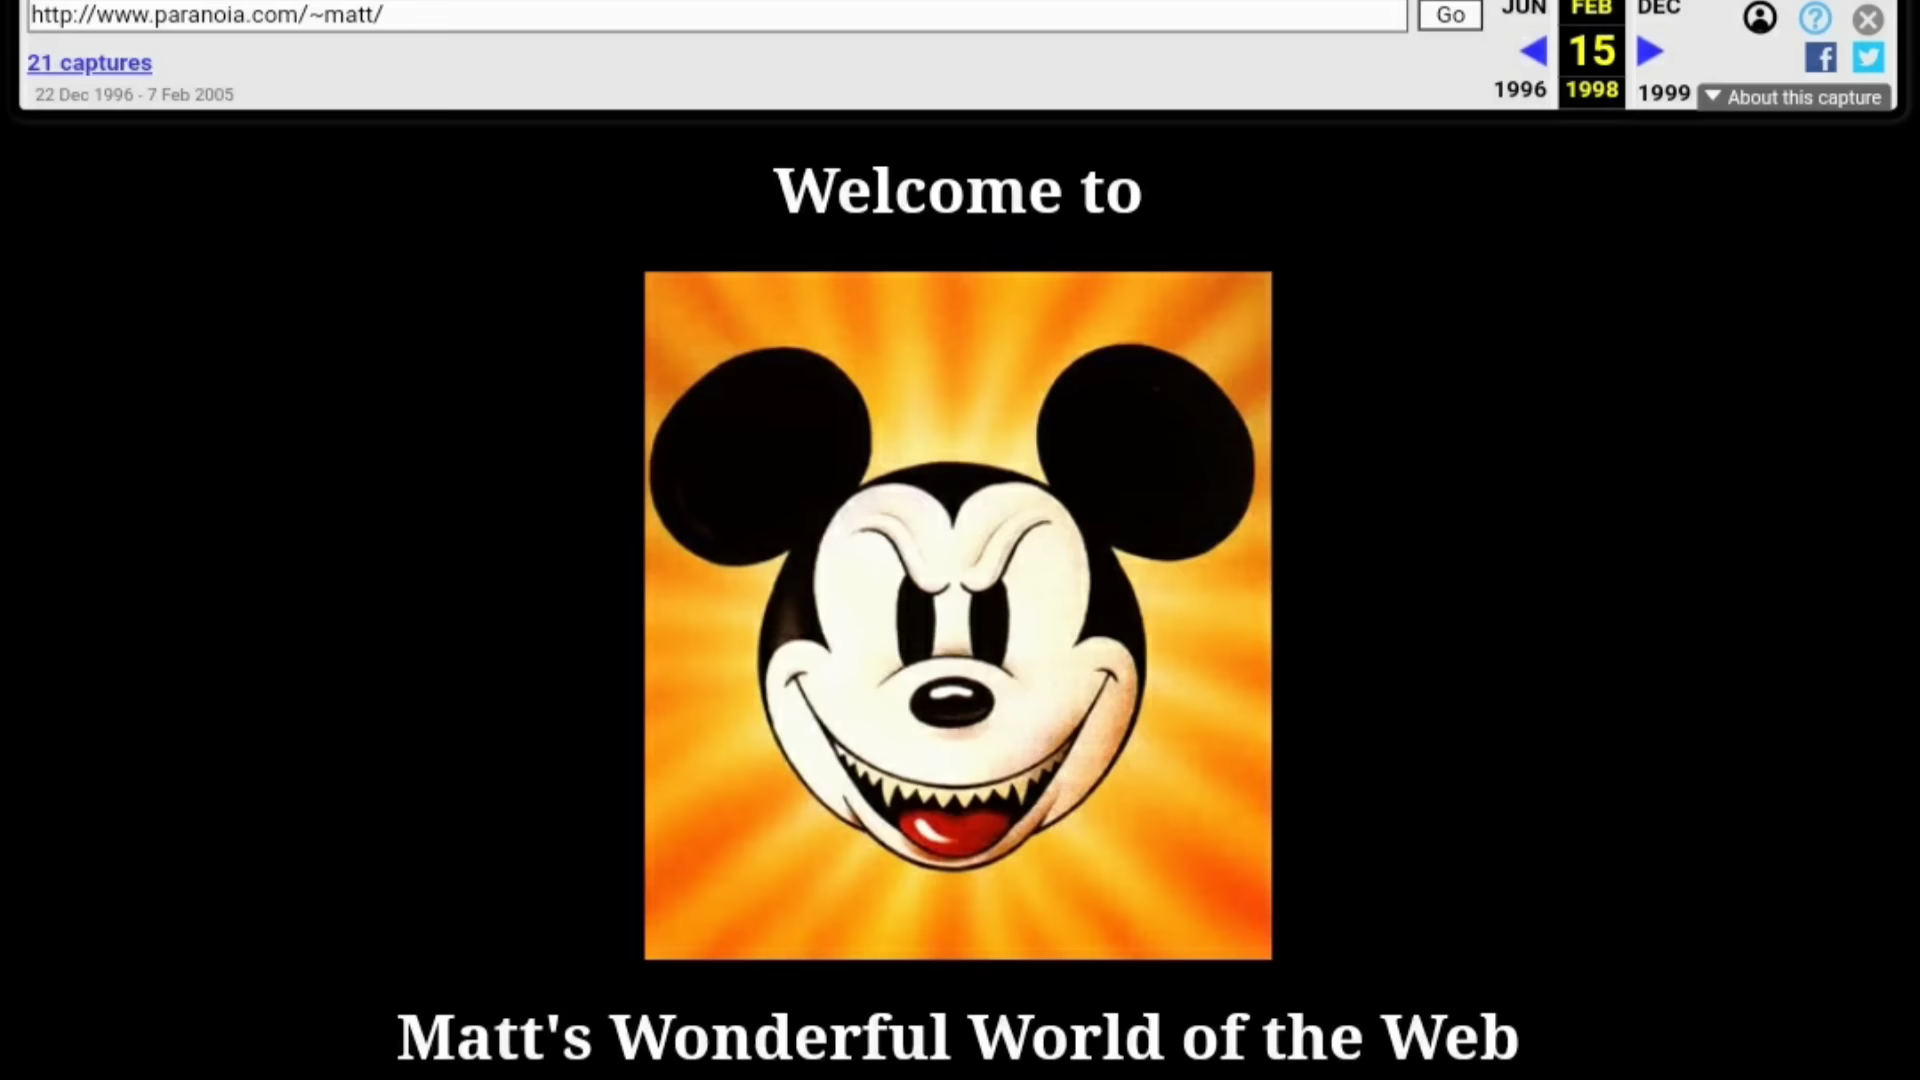 http://www.paranoia.com/~matt/
Go
JUN FEB DEC
21 captures
15
22 Dec 1996 - 7 Feb 2005
1996 1998 1999
About this capture
Welcome to
Matt's Wonderful World of the Web